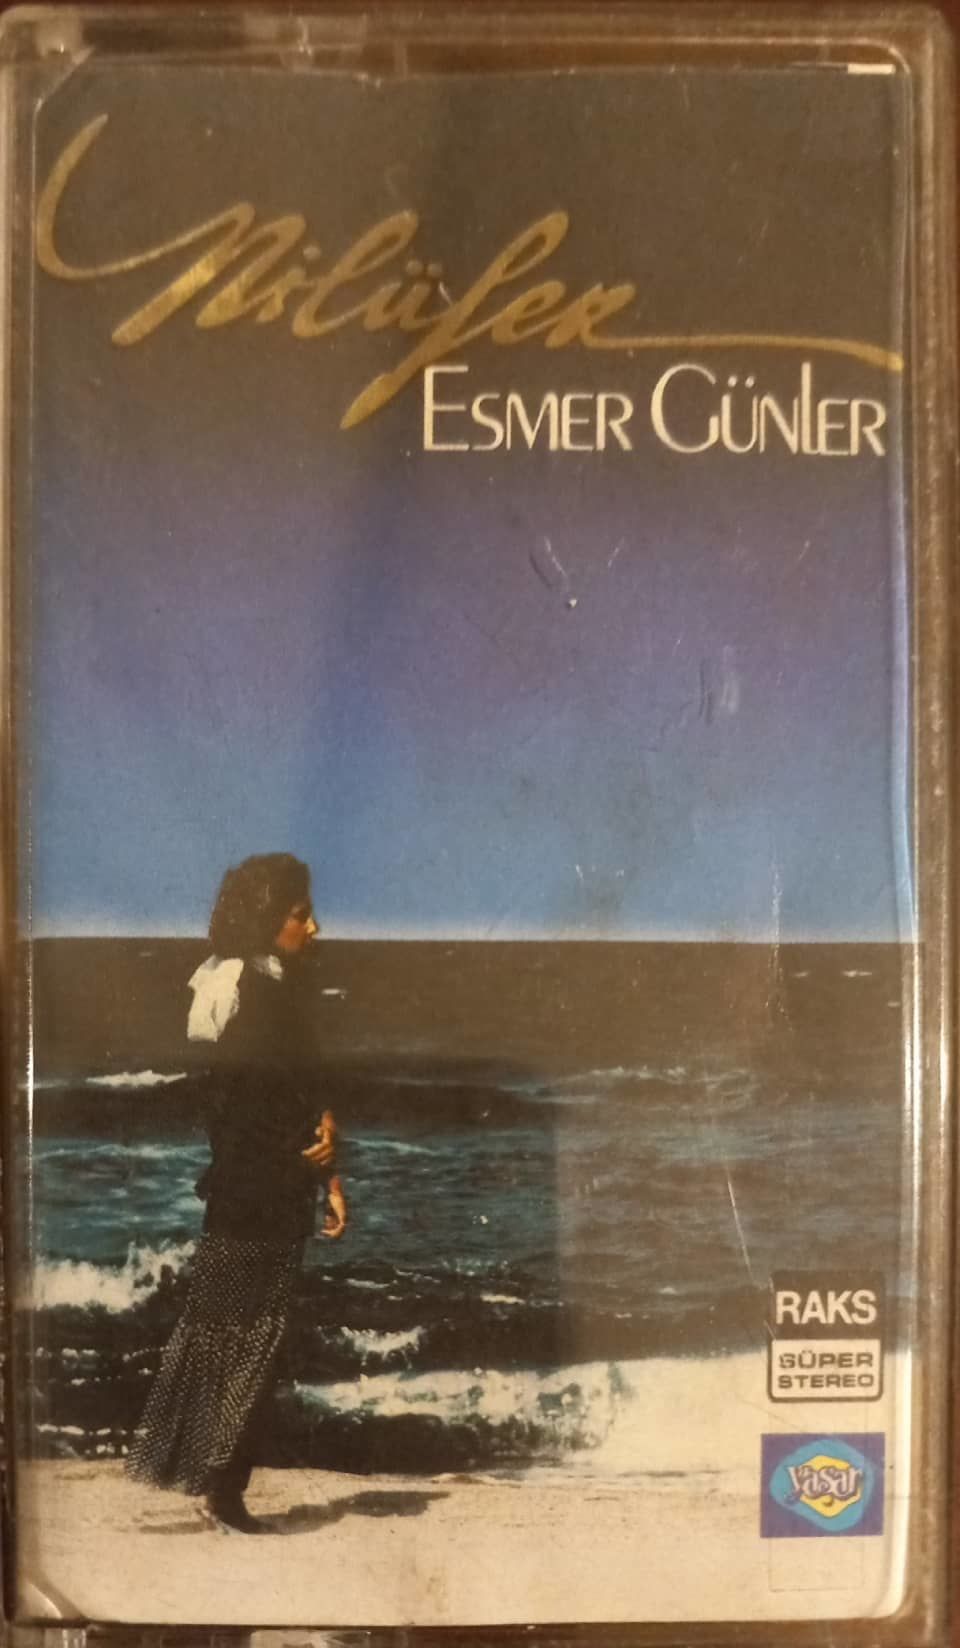 Nilüfer
ESMER GÜNLER
RAKS
SÜPER
STEREO
yaşar